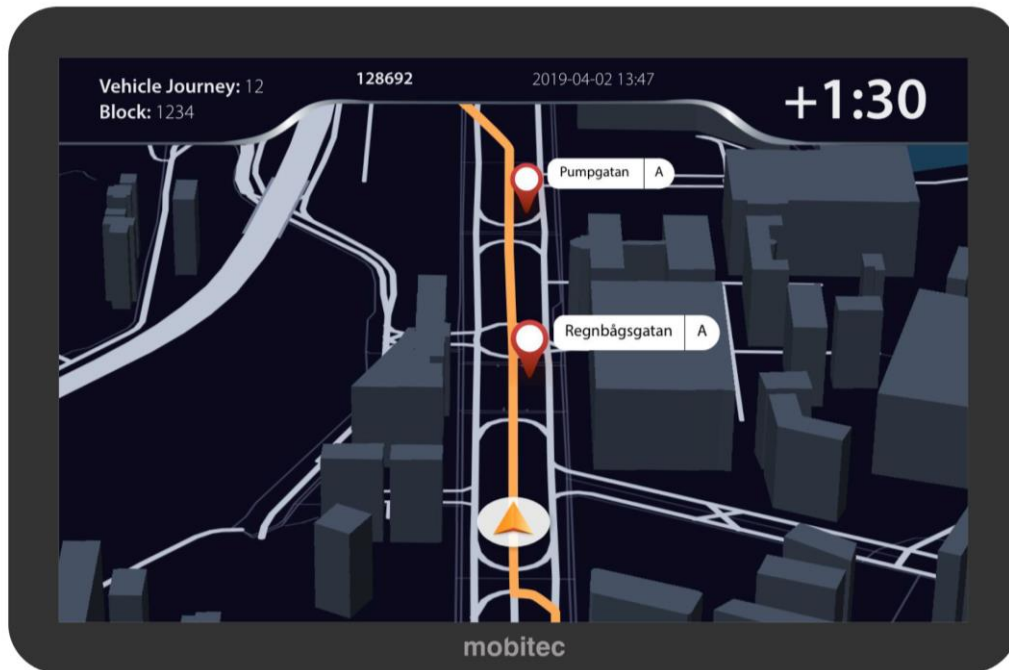 Vehicle Journey: 12
Block: 1234
128692
2019-04-02 13:47
+1:30
Pumpgatan A
Regnbågsgatan A
mobitec